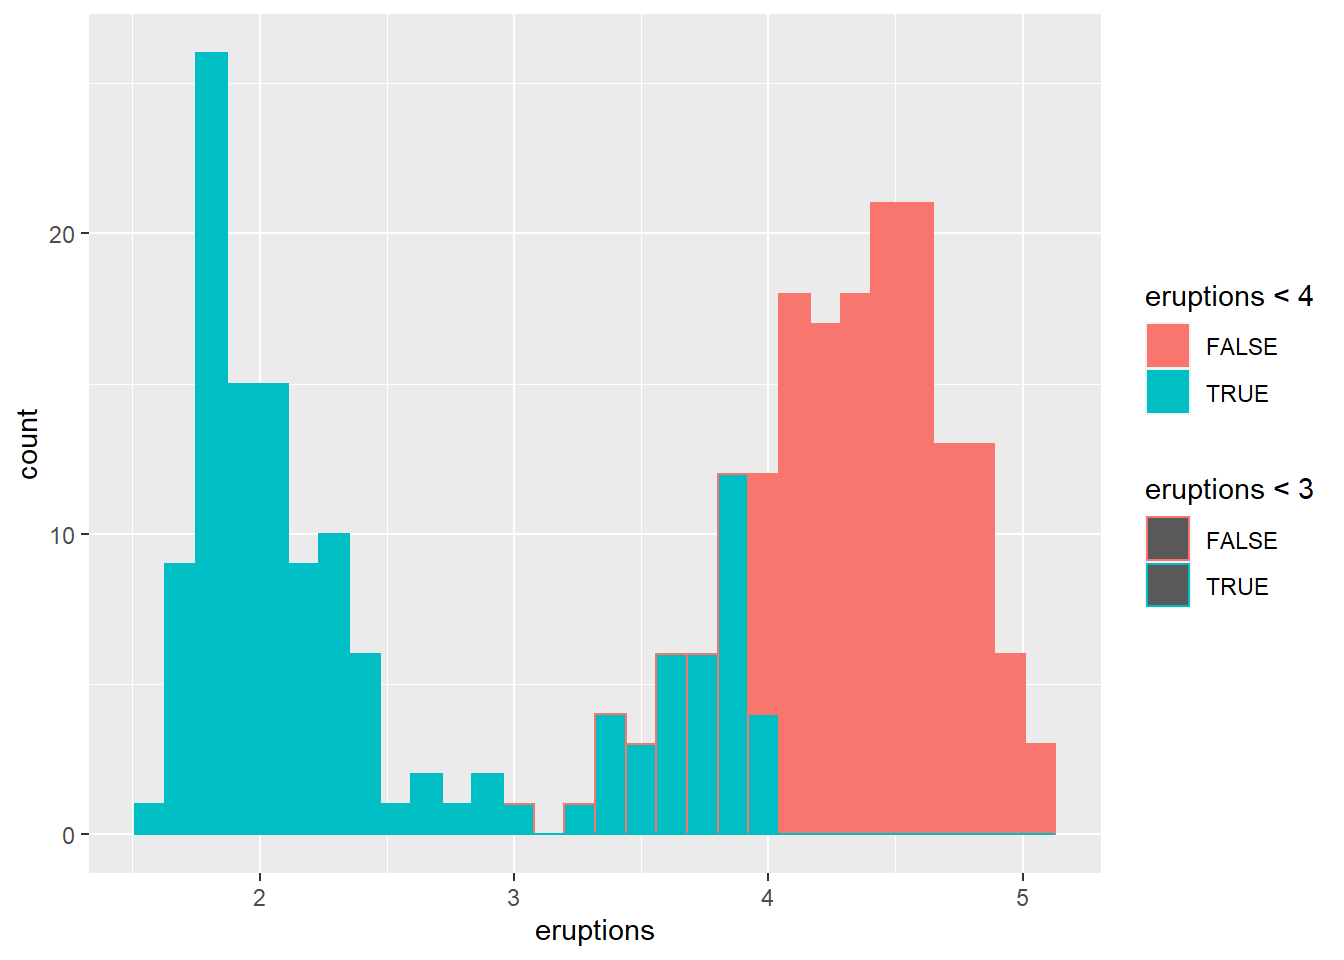 20
10
0
count
2 3 4 5
eruptions
eruptions < 4
FALSE
TRUE
eruptions < 3
FALSE
TRUE